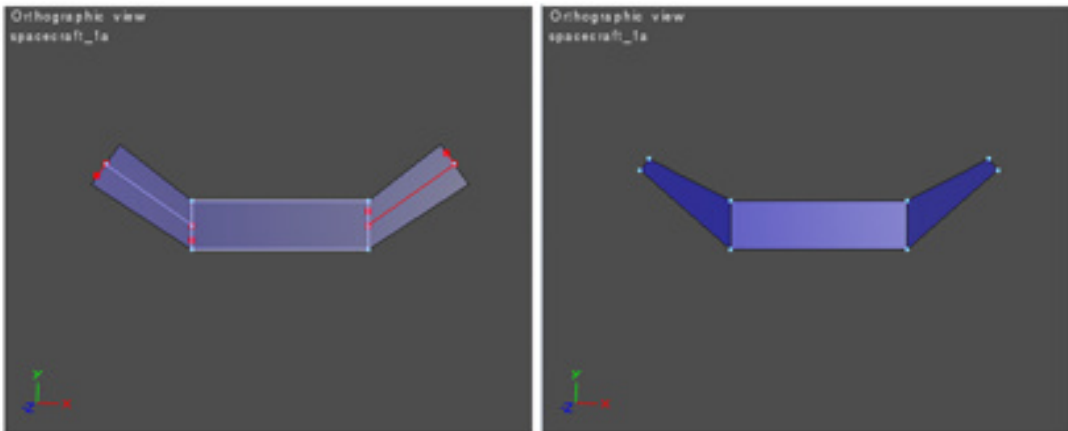 Orthographic view
spacecraft_1a
Y
-Z
X
Orthographic view
spacecraft_1a
Y
-Z
X